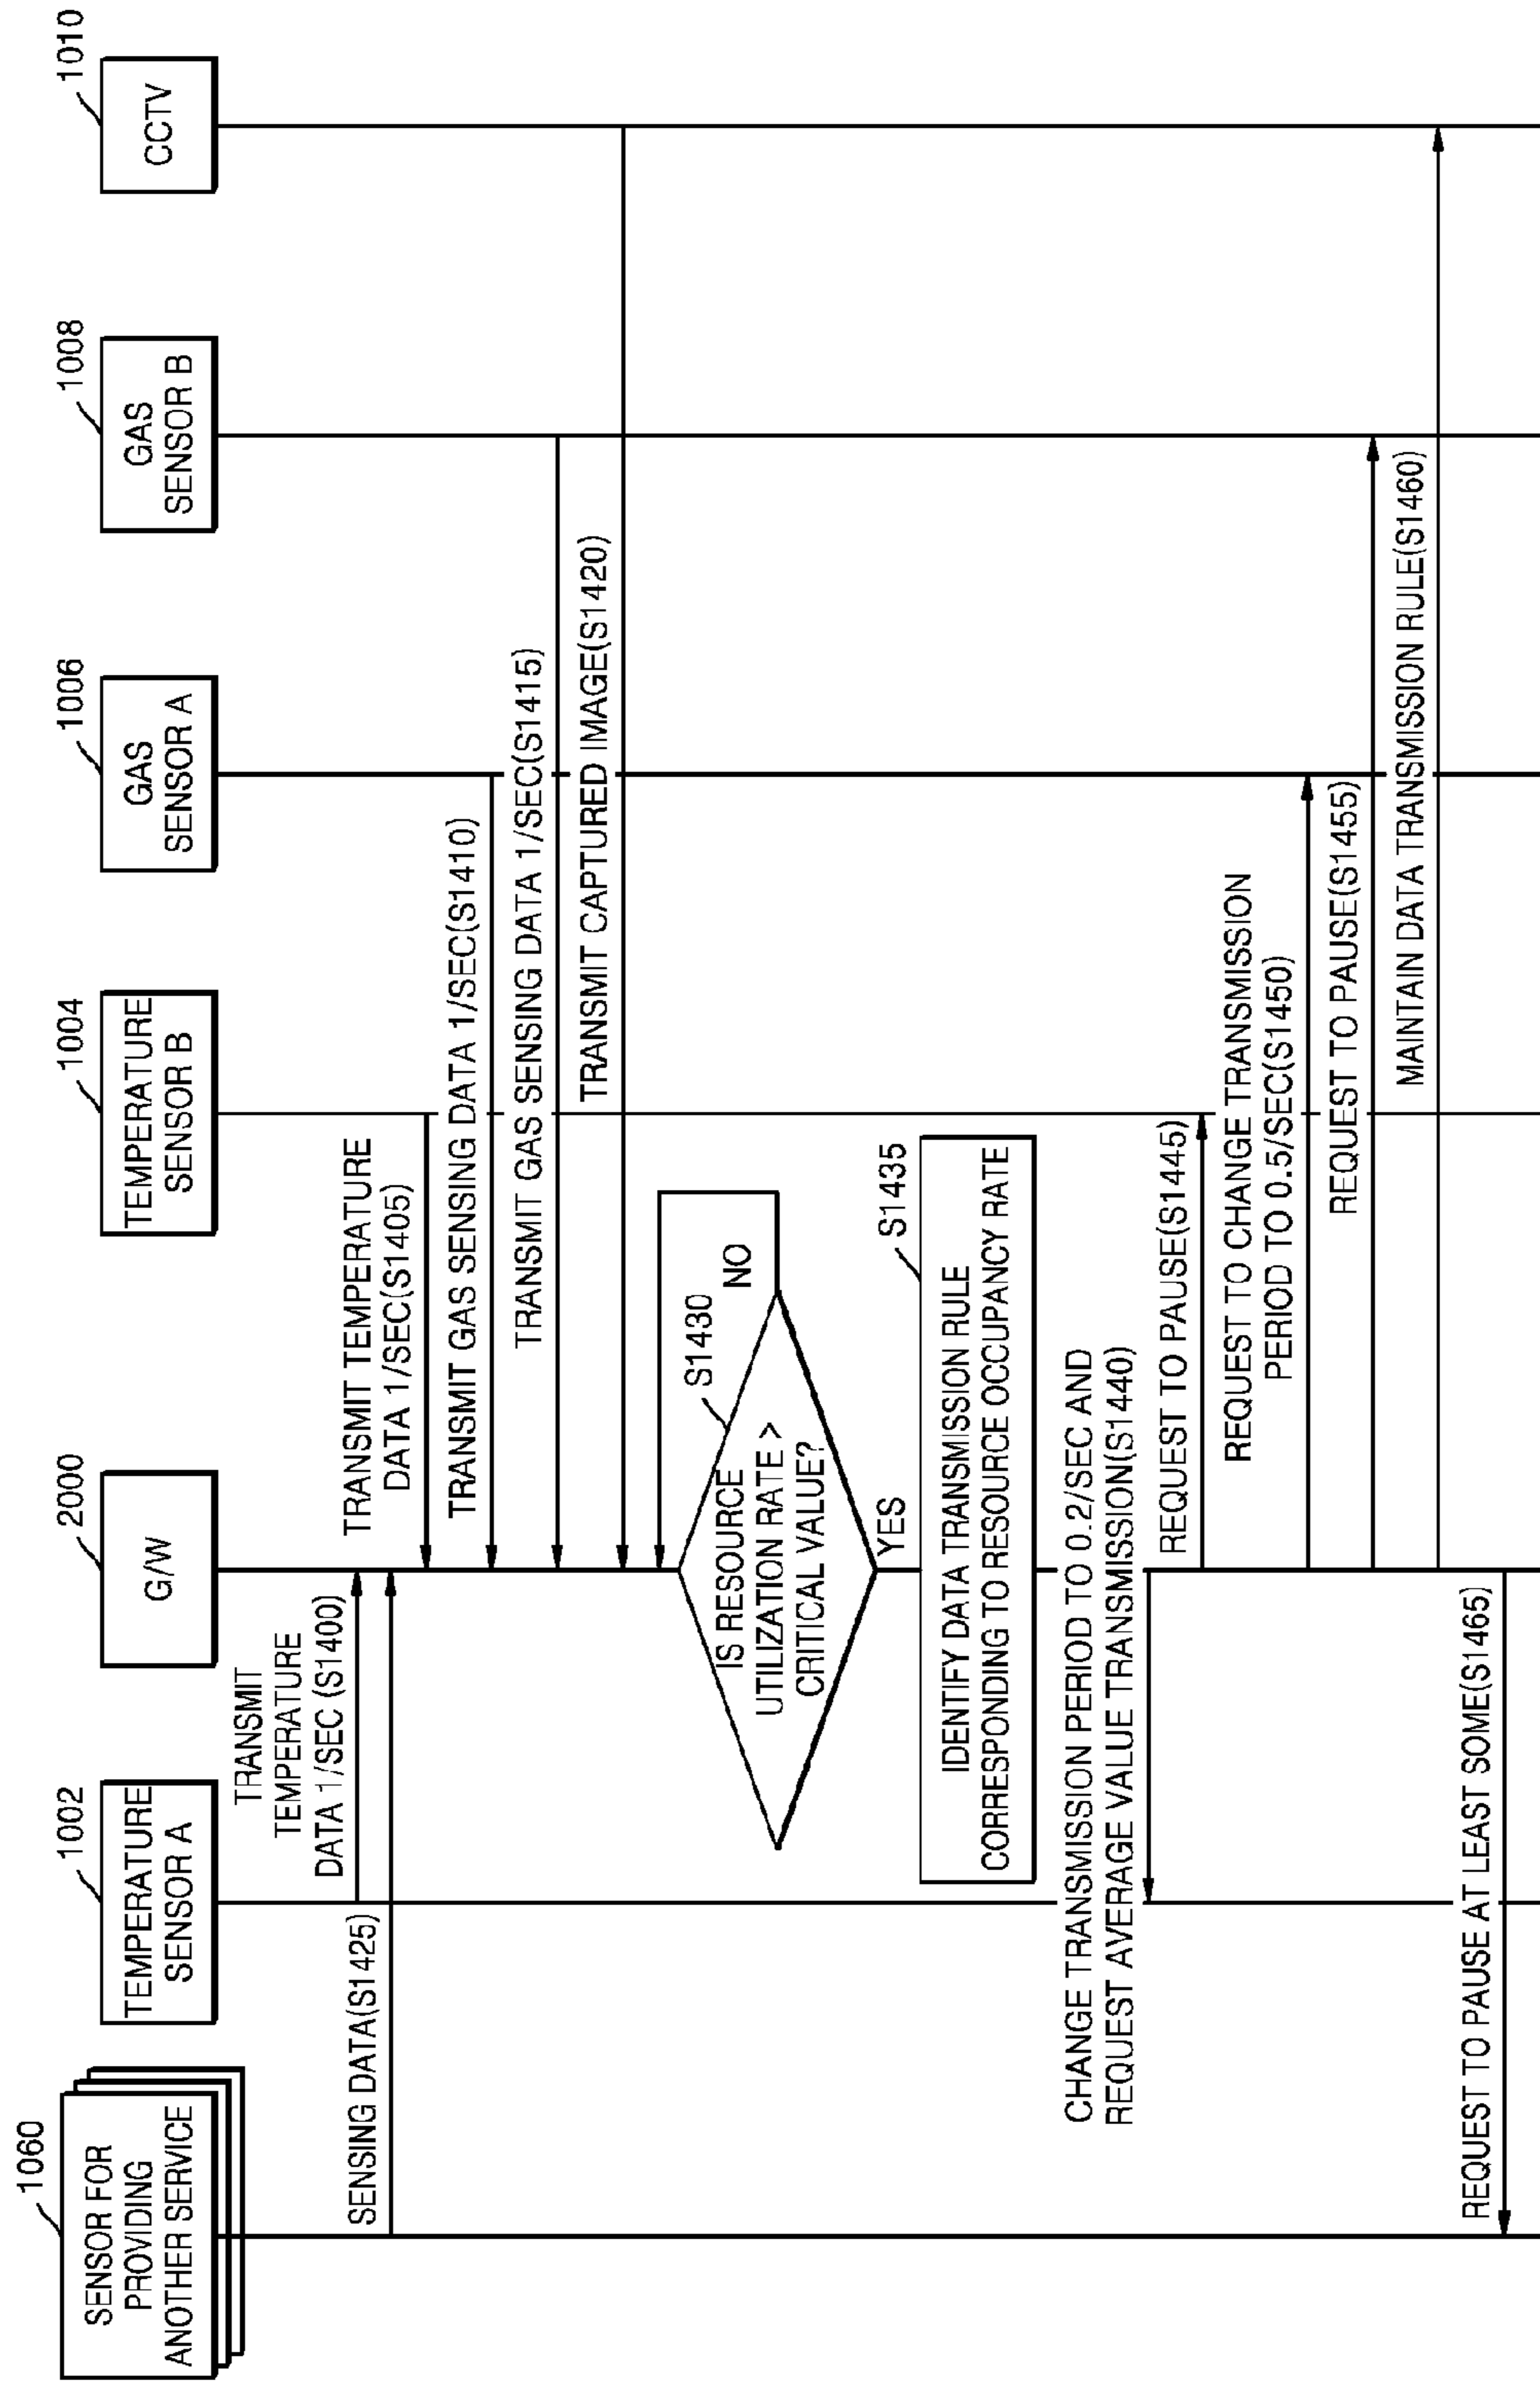 1060
SENSOR FOR
PROVIDING
ANOTHER SERVICE
1002
TEMPERATURE
SENSOR A
2000
G/W
1004
TEMPERATURE
SENSOR B
1006
GAS
SENSOR A
1008
GAS
SENSOR B
1010
CCTV
TRANSMIT
TEMPERATURE
DATA 1/SEC (S1400)
SENSING DATA(S1425)
TRANSMIT TEMPERATURE
DATA 1/SEC(S1405)
TRANSMIT GAS SENSING DATA 1/SEC(S1410)
TRANSMIT GAS SENSING DATA 1/SEC(S1415)
TRANSMIT CAPTURED IMAGE(S1420)
S1430
IS RESOURCE
UTILIZATION RATE >
CRITICAL VALUE?
NO
YES
S1435
IDENTIFY DATA TRANSMISSION RULE
CORRESPONDING TO RESOURCE OCCUPANCY RATE
CHANGE TRANSMISSION PERIOD TO 0.2/SEC AND
REQUEST AVERAGE VALUE TRANSMISSION(S1440)
REQUEST TO PAUSE(S1445)
REQUEST TO CHANGE TRANSMISSION
PERIOD TO 0.5/SEC(S1450)
REQUEST TO PAUSE(S1455)
MAINTAIN DATA TRANSMISSION RULE(S1460)
REQUEST TO PAUSE AT LEAST SOME(S1465)